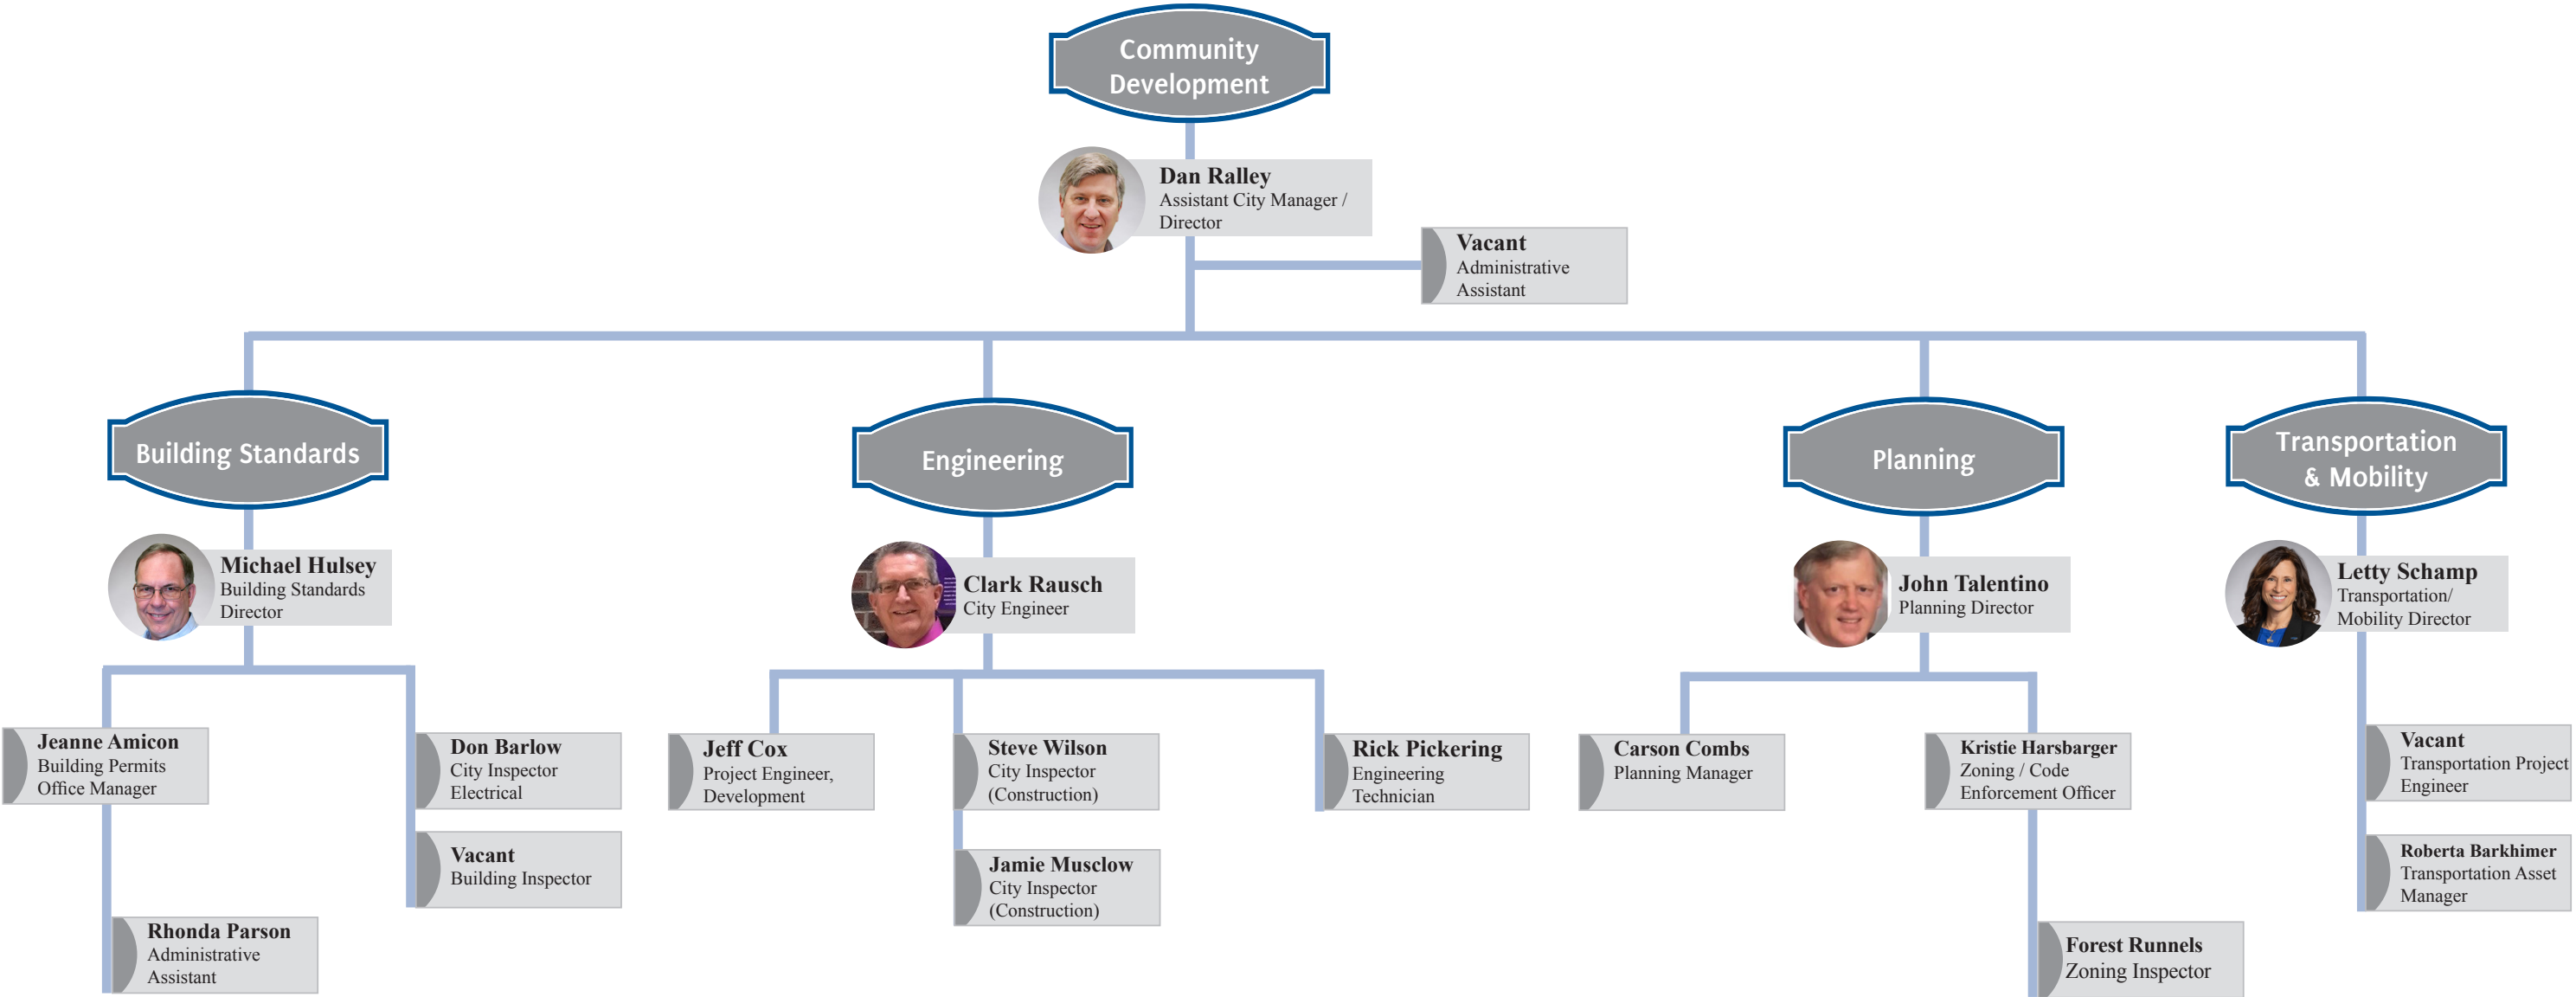 Community
Development
Dan Ralley
Assistant City Manager /
Director
Vacant
Administrative
Assistant
Building Standards
Engineering
Planning
Transportation
& Mobility
Michael Hulsey
Building Standards
Director
Clark Rausch
City Engineer
John Talentino
Planning Director
Letty Schamp
Transportation/
Mobility Director
Jeanne Amicon
Building Permits
Office Manager
Don Barlow
City Inspector
Electrical
Vacant
Building Inspector
Rhonda Parson
Administrative
Assistant
Jeff Cox
Project Engineer,
Development
Steve Wilson
City Inspector
(Construction)
Jamie Musclow
City Inspector
(Construction)
Rick Pickering
Engineering
Technician
Carson Combs
Planning Manager
Kristie Harsbarger
Zoning / Code
Enforcement Officer
Forest Runnels
Zoning Inspector
Vacant
Transportation Project
Engineer
Roberta Barkhimer
Transportation Asset
Manager